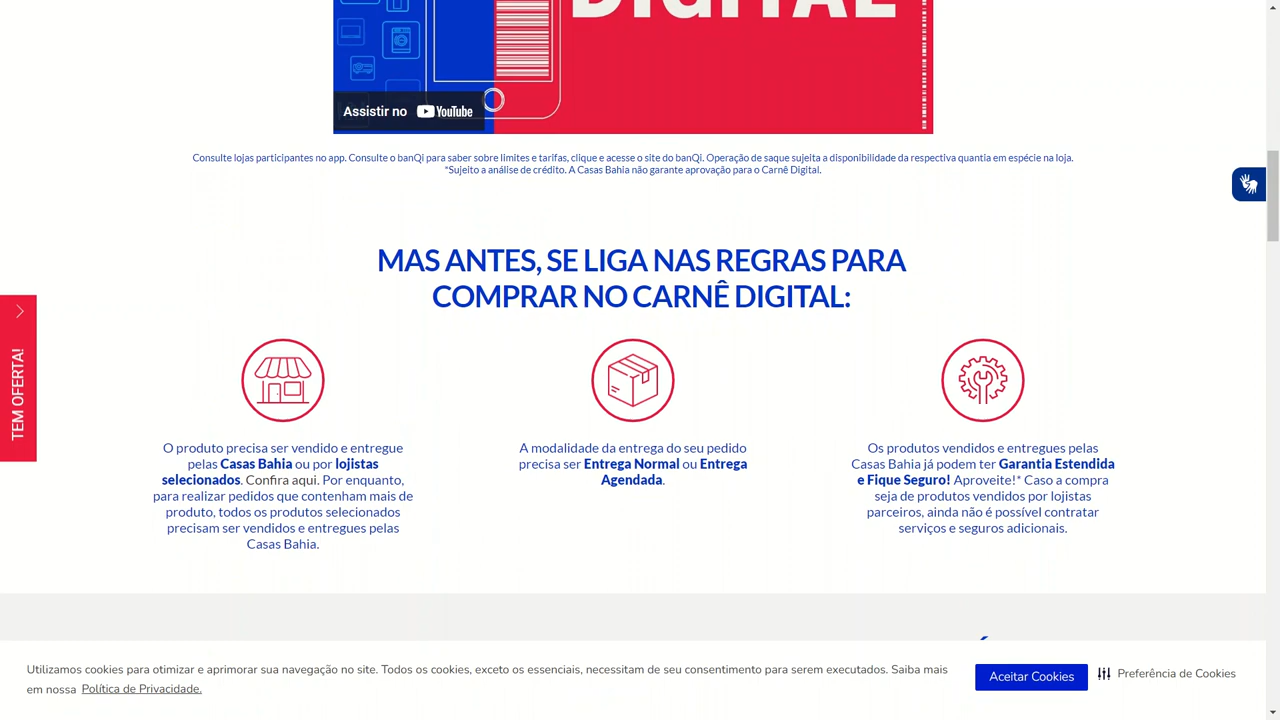 DIGITAL
Assistir no YouTube
Consulte lojas participantes no app. Consulte o banQi para saber sobre limites e tarifas, clique e acesse o site do banQi. Operação de saque sujeita a disponibilidade da respectiva quantia em espécie na loja.
*Sujeito a análise de crédito. A Casas Bahia não garante aprovação para o Carnê Digital.
MAS ANTES, SE LIGA NAS REGRAS PARA
COMPRAR NO CARNÊ DIGITAL:
TEM OFERTA!
O produto precisa ser vendido e entregue
pelas Casas Bahia ou por lojistas
selecionados. Confira aqui. Por enquanto,
para realizar pedidos que contenham mais de
produto, todos os produtos selecionados
precisam ser vendidos e entregues pelas
Casas Bahia.
A modalidade da entrega do seu pedido
precisa ser Entrega Normal ou Entrega
Agendada.
Os produtos vendidos e entregues pelas
Casas Bahia já podem ter Garantia Estendida
e Fique Seguro! Aproveite!* Caso a compra
seja de produtos vendidos por lojistas
parceiros, ainda não é possível contratar
serviços e seguros adicionais.
Utilizamos cookies para otimizar e aprimorar sua navegação no site. Todos os cookies, exceto os essenciais, necessitam de seu consentimento para serem executados. Saiba mais
em nossa Política de Privacidade.
Aceitar Cookies
Preferência de Cookies